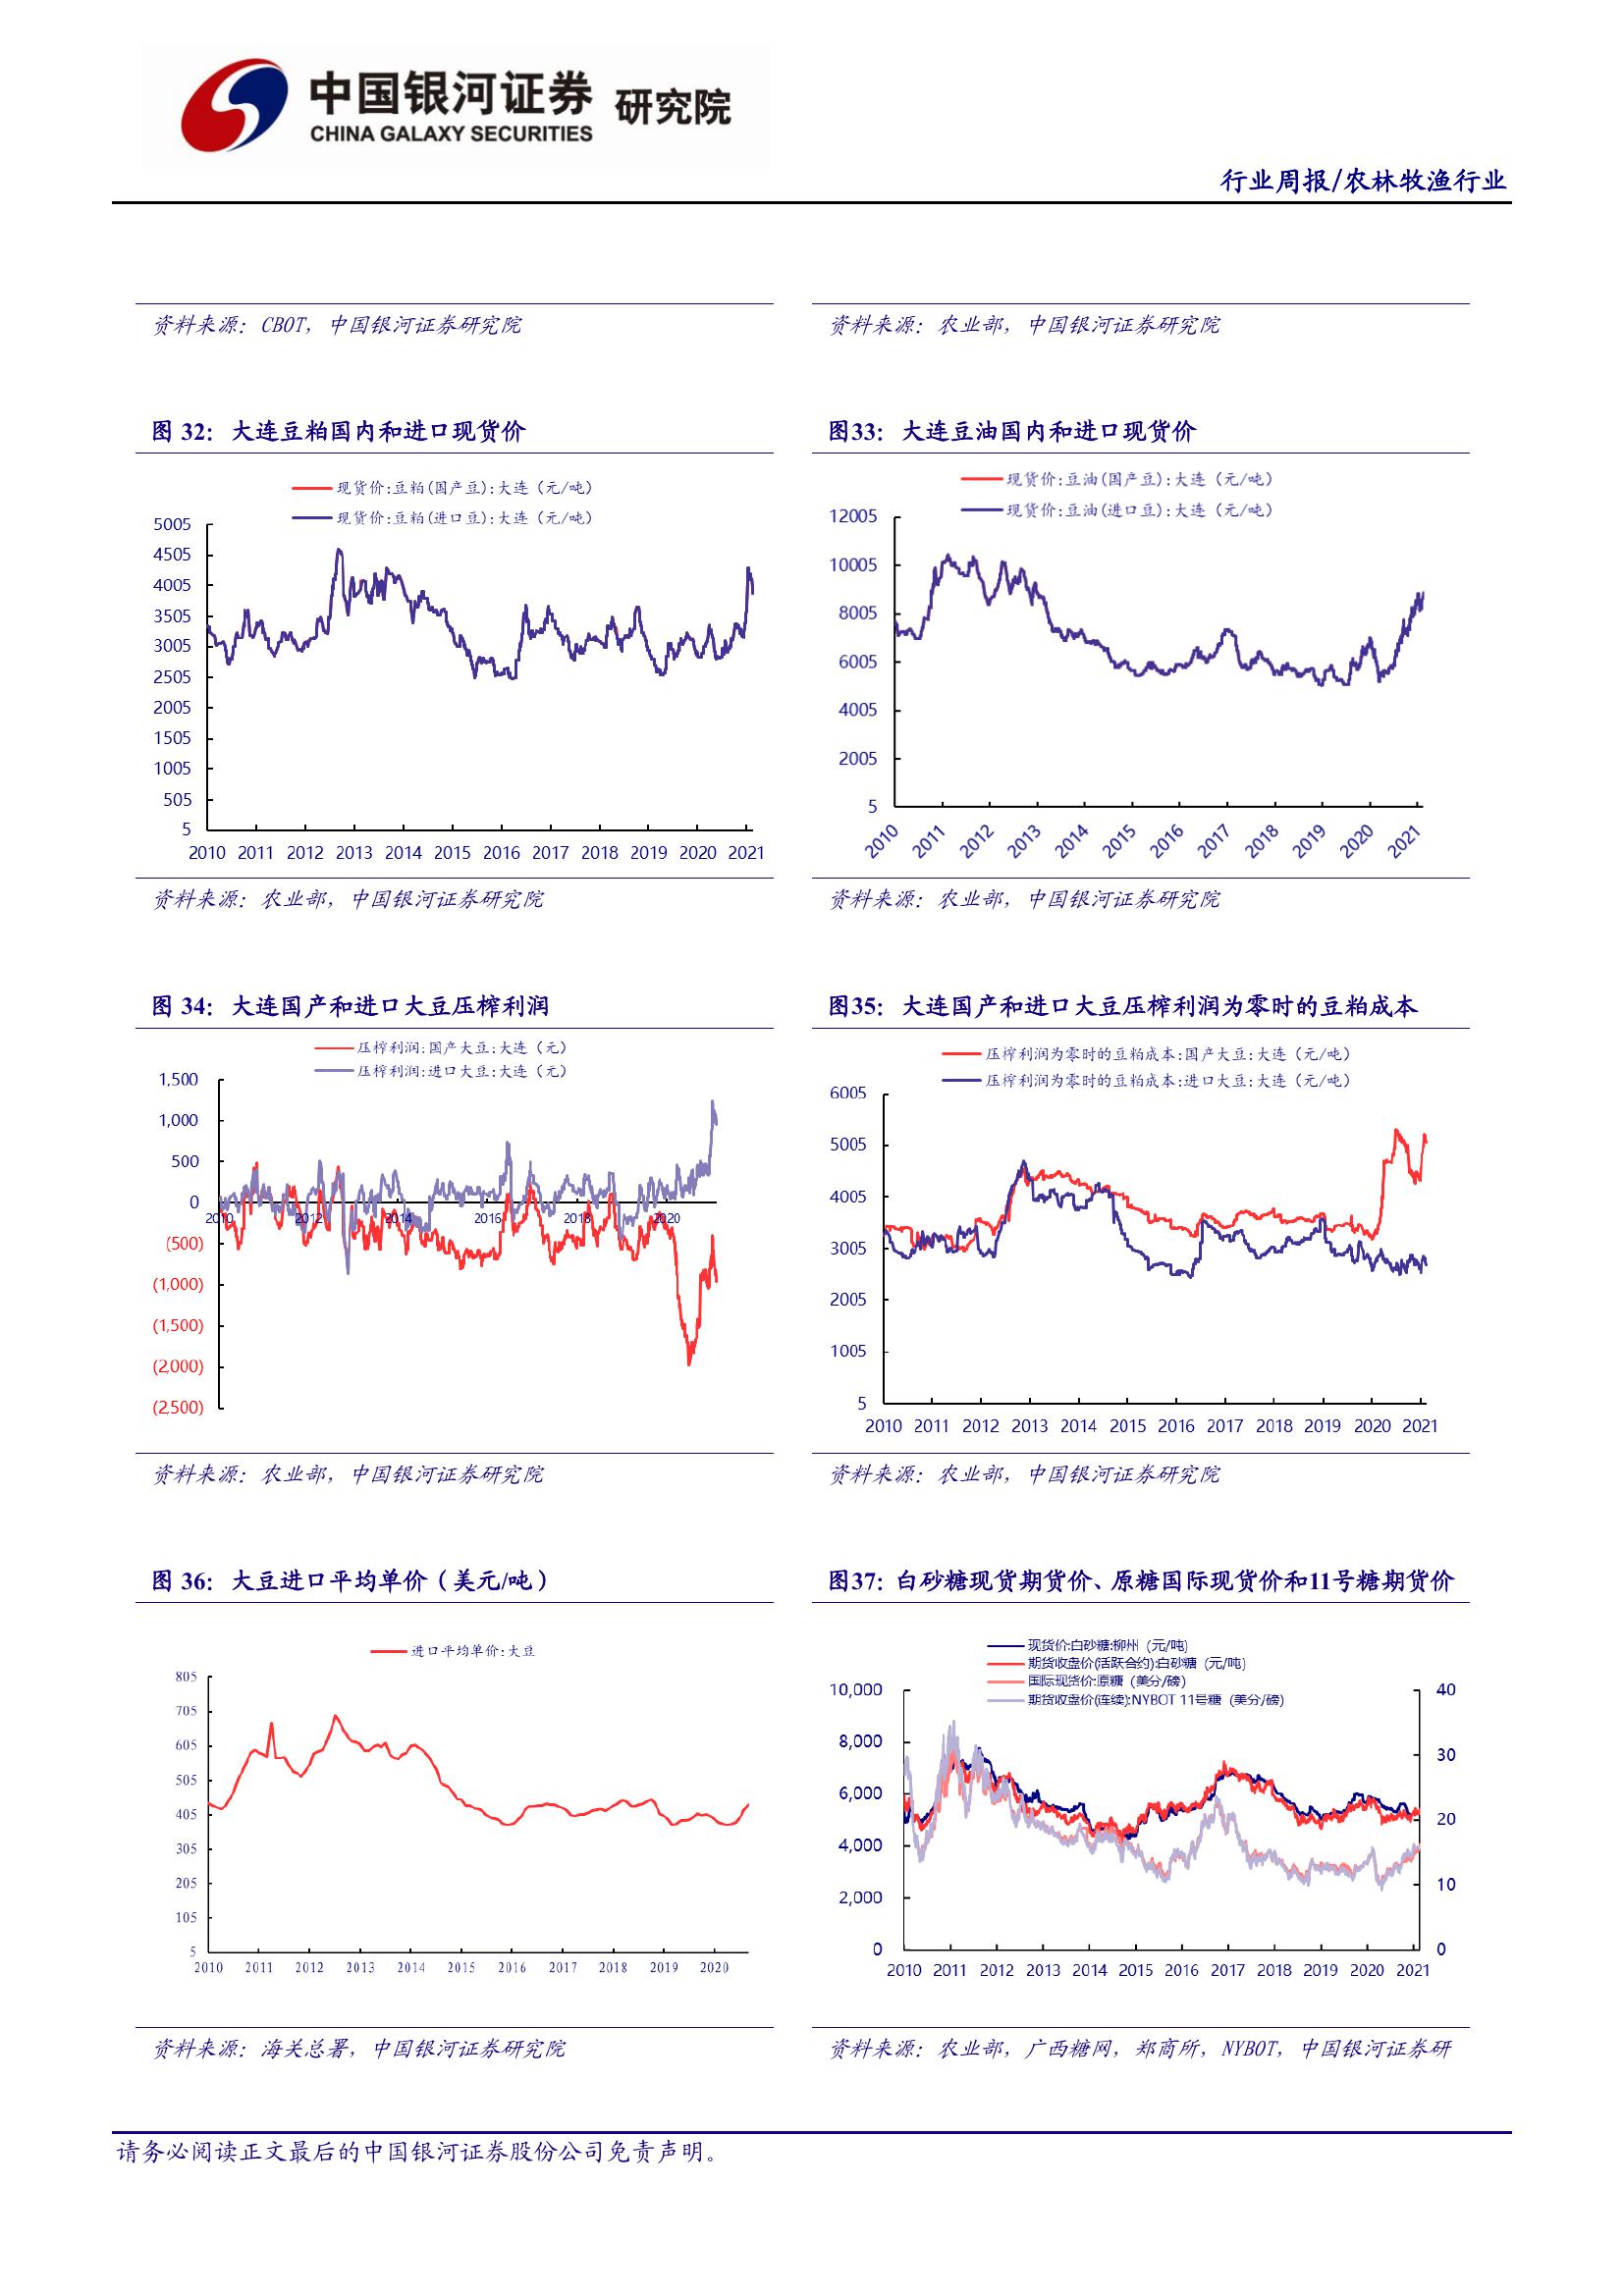 中国银河证券 研究院
CHINA GALAXY SECURITIES
行业周报/农林牧渔行业
资料来源：CBOT，中国银河证券研究院
资料来源：农业部，中国银河证券研究院
图 32：大连豆粕国内和进口现货价
现货价:豆粕(国产豆):大连（元/吨）
现货价:豆粕(进口豆):大连（元/吨）
5005
4505
4005
3505
3005
2505
2005
1505
1005
505
5
2010 2011 2012 2013 2014 2015 2016 2017 2018 2019 2020 2021
资料来源：农业部，中国银河证券研究院
图33：大连豆油国内和进口现货价
现货价:豆油(国产豆):大连（元/吨）
现货价:豆油(进口豆):大连（元/吨）
12005
10005
8005
6005
4005
2005
5
2010 2011 2012 2013 2014 2015 2016 2017 2018 2019 2020 2021
资料来源：农业部，中国银河证券研究院
图 34：大连国产和进口大豆压榨利润
压榨利润:国产大豆:大连（元）
压榨利润:进口大豆:大连（元）
1,500
1,000
500
0
2010 2012 2014 2016 2018 2020
(500)
(1,000)
(1,500)
(2,000)
(2,500)
资料来源：农业部，中国银河证券研究院
图35：大连国产和进口大豆压榨利润为零时的豆粕成本
压榨利润为零时的豆粕成本:国产大豆:大连（元/吨）
压榨利润为零时的豆粕成本:进口大豆:大连（元/吨）
6005
5005
4005
3005
2005
1005
5
2010 2011 2012 2013 2014 2015 2016 2017 2018 2019 2020 2021
资料来源：农业部，中国银河证券研究院
图 36：大豆进口平均单价（美元/吨）
进口平均单价:大豆
805
705
605
505
405
305
205
105
5
2010 2011 2012 2013 2014 2015 2016 2017 2018 2019 2020
资料来源：海关总署，中国银河证券研究院
图37：白砂糖现货期货价、原糖国际现货价和11号糖期货价
现货价:白砂糖:柳州（元/吨)
期货收盘价(活跃合约):白砂糖（元/吨)
国际现货价:原糖（美分/磅）
期货收盘价(连续):NYBOT 11号糖（美分/磅）
10,000 40
8,000 30
6,000
20
4,000
10
2,000
0 0
2010 2011 2012 2013 2014 2015 2016 2017 2018 2019 2020 2021
资料来源：农业部，广西糖网，郑商所，NYBOT，中国银河证券研
请务必阅读正文最后的中国银河证券股份公司免责声明。